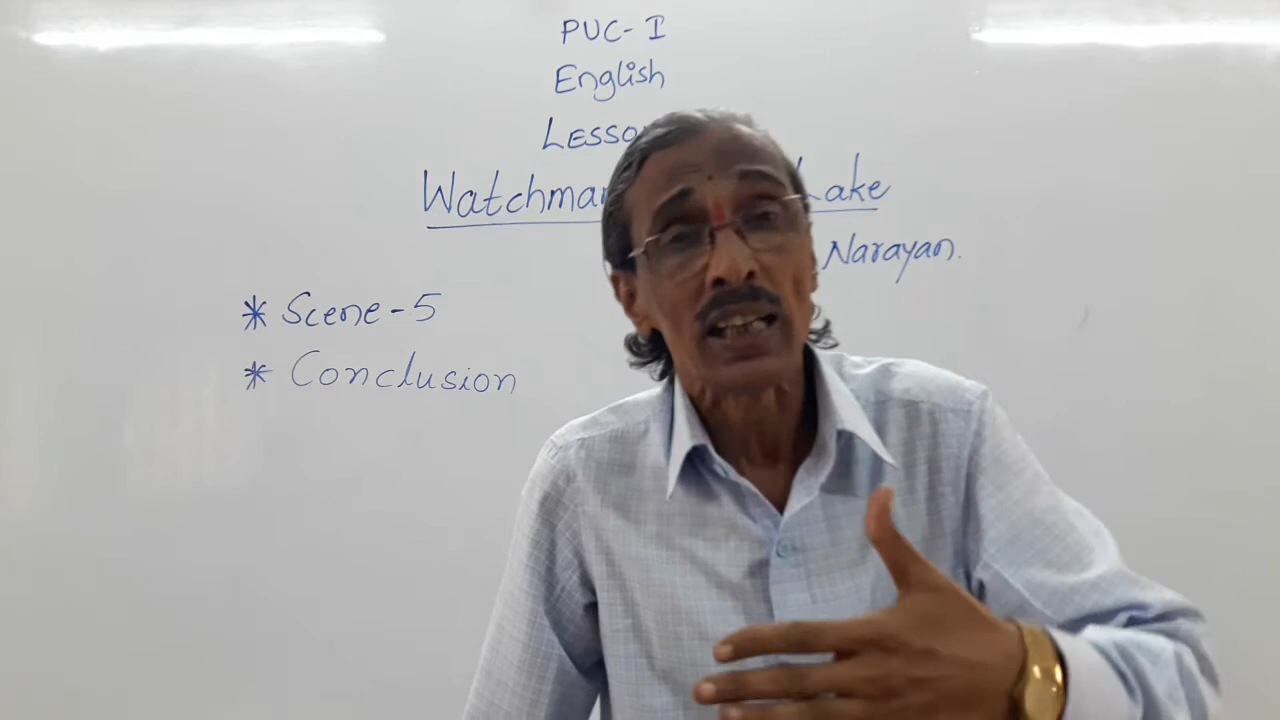 PUC- I
English
LESSO
Watchman Lake
Narayan.
* Scene-5
* Conclusion